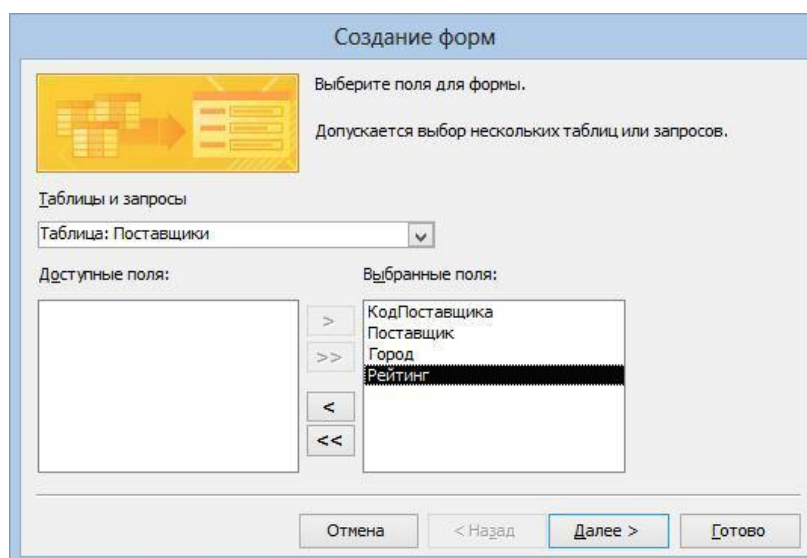 Создание форм
Выберите поля для формы.
Допускается выбор нескольких таблиц или запросов.
Таблицы и запросы
Таблица: Поставщики
Доступные поля:
Выбранные поля:
КодПоставщика
Поставщик
Город
Рейтинг
>
>>
<
<<
Отмена
< Назад
Далее >
Готово